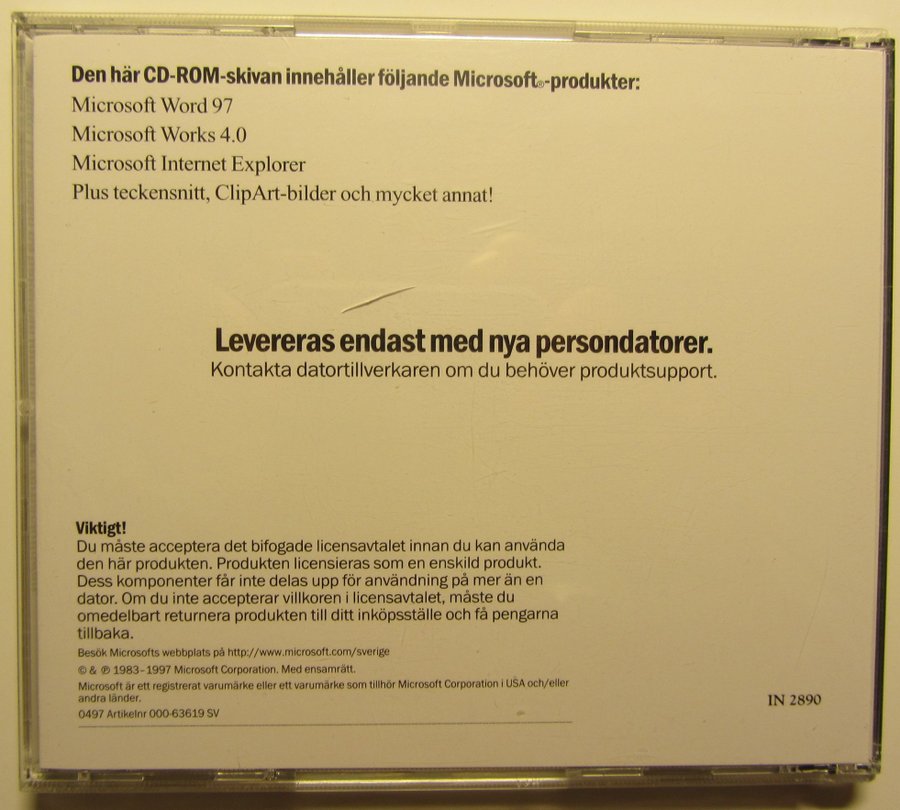 Den här CD-ROM-skivan innehåller följande Microsoft®-produkter:
Microsoft Word 97
Microsoft Works 4.0
Microsoft Internet Explorer
Plus teckensnitt, ClipArt-bilder och mycket annat!
Levereras endast med nya persondatorer.
Kontakta datortillverkaren om du behöver produktsupport.
Viktigt!
Du måste acceptera det bifogade licensavtalet innan du kan använda
den här produkten. Produkten licensieras som en enskild produkt.
Dess komponenter får inte delas upp för användning på mer än en
dator. Om du inte accepterar villkoren i licensavtalet, måste du
omedelbart returnera produkten till ditt inköpsställe och få pengarna
tillbaka.
Besök Microsofts webbplats på http://www.microsoft.com/sverige
© & ℗ 1983–1997 Microsoft Corporation. Med ensamrätt.
Microsoft är ett registrerat varumärke eller ett varumärke som tillhör Microsoft Corporation i USA och/eller
andra länder.
0497 Artikelnr 000-63619 SV
IN 2890